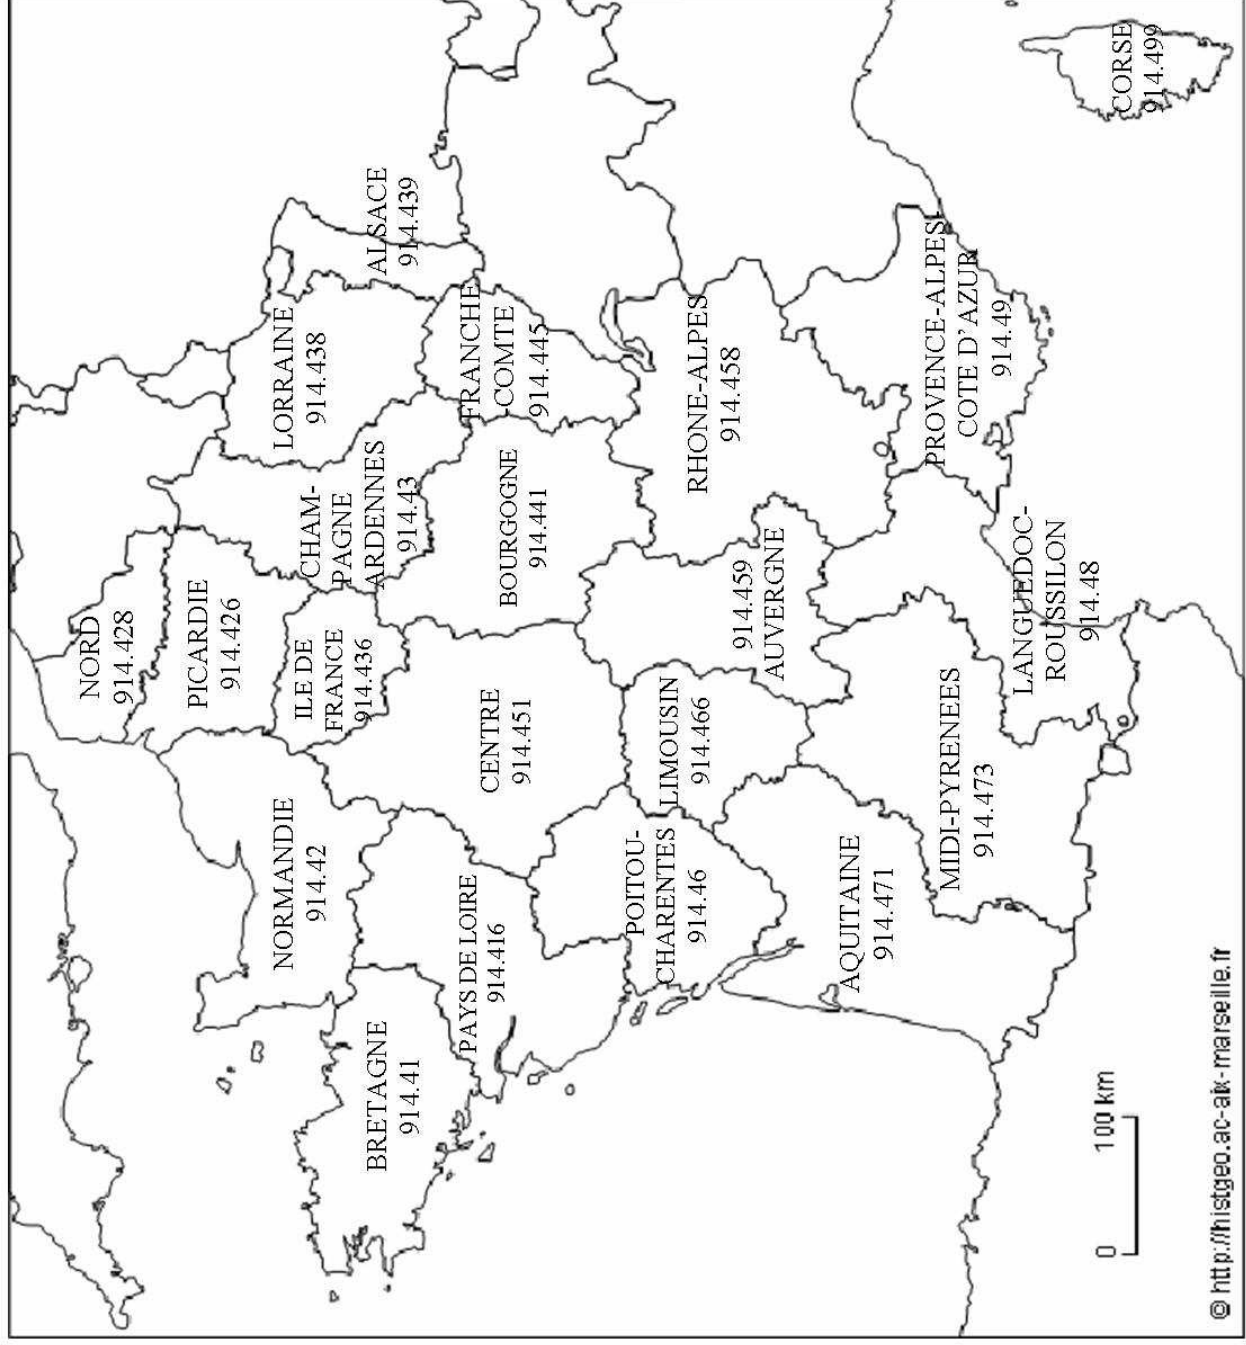 NORD
914.428
PICARDIE
914.426
NORMANDIE
914.42
ILE DE
FRANCE
914.436
CHAM-
PAGNE
ARDENNES
914.43
LORRAINE
914.438
ALSACE
914.439
BRETAGNE
914.41
PAYS DE LOIRE
914.416
CENTRE
914.451
BOURGOGNE
914.441
FRANCHE
COMTE
914.445
POITOU-
CHARENTES
914.46
LIMOUSIN
914.466
914.459
AUVERGNE
RHONE-ALPES
914.458
AQUITAINE
914.471
MIDI-PYRENEES
914.473
LANGUEDOC-
ROUSSILON
914.48
PROVENCE-ALPES
COTE D'AZUR
914.49
CORSE
914.499
0 100 km
© http://histgeo.ac-aix-marseille.fr